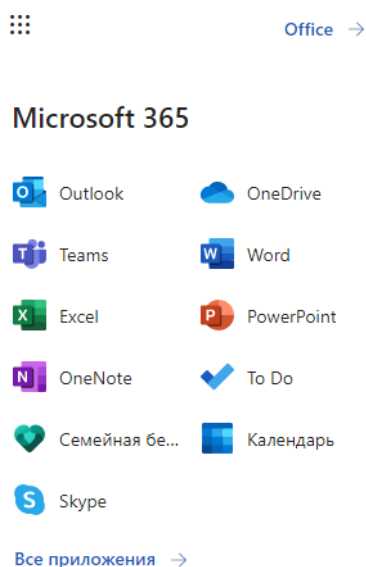 Office
Microsoft 365
Outlook OneDrive
Teams Word
Excel PowerPoint
OneNote To Do
Семейная бе... Календарь
Skype
Все приложения